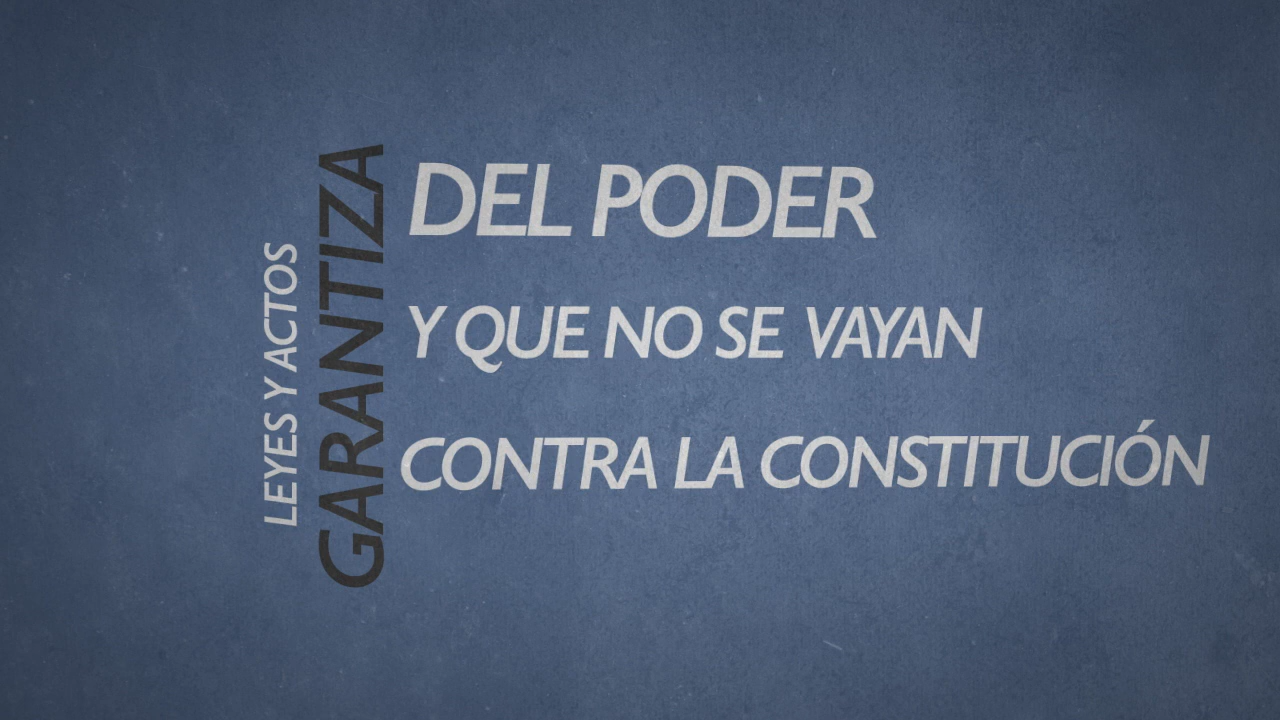 LEYES Y ACTOS
GARANTIZA
DEL PODER
Y QUE NO SE VAYAN
CONTRA LA CONSTITUCIÓN